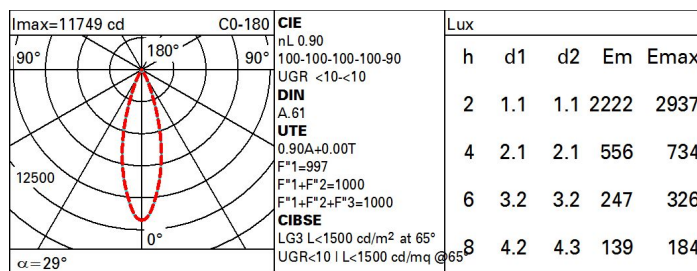 Imax=11749 cd C0-180
90° 180° 90°
12500
0°
α=29°
CIE
nL 0.90
100-100-100-100-90
UGR <10-<10
DIN
A.61
UTE
0.90A+0.00T
F"1=997
F"1+F"2=1000
F"1+F"2+F"3=1000
CIBSE
LG3 L<1500 cd/m² at 65°
UGR<10 | L<1500 cd/mq @65°
Lux
h d1 d2 Em Emax
2 1.1 1.1 2222 2937
4 2.1 2.1 556 734
6 3.2 3.2 247 326
8 4.2 4.3 139 184